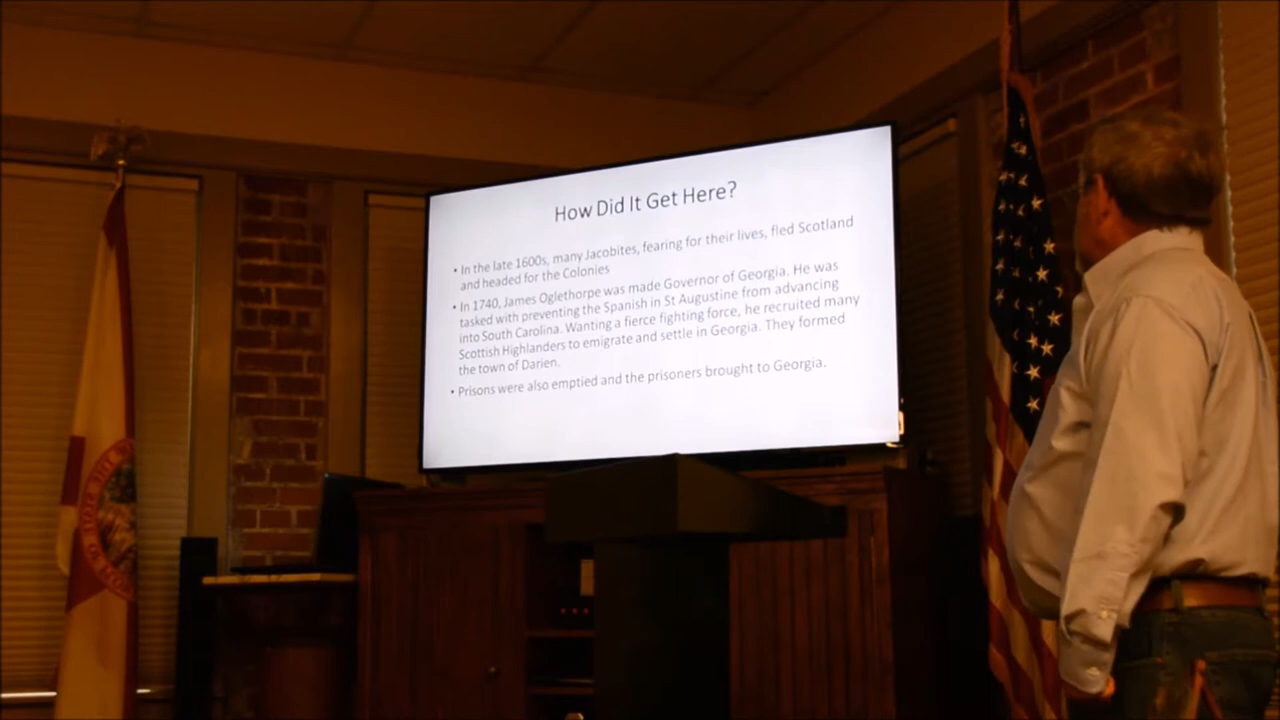 How Did It Get Here?
• In the late 1600s, many Jacobites, fearing for their lives, fled Scotland
and headed for the Colonies
• In 1740, James Oglethorpe was made Governor of Georgia. He was
tasked with preventing the Spanish in St Augustine from advancing
into South Carolina. Wanting a fierce fighting force, he recruited many
Scottish Highlanders to emigrate and settle in Georgia. They formed
the town of Darien.
• Prisons were also emptied and the prisoners brought to Georgia.